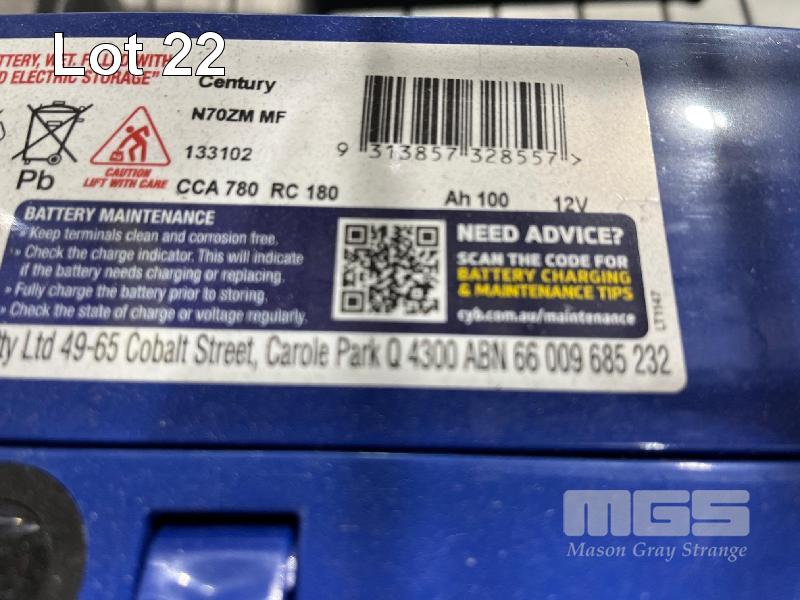 Lot 22
TTERY, WET, FILLED WITH
D ELECTRIC STORAGE"
Century
N70ZM MF
133102
9 313857 328557 >
Pb
CAUTION
LIFT WITH CARE
CCA 780 RC 180
Ah 100
12V
BATTERY MAINTENANCE
» Keep terminals clean and corrosion free.
» Check the charge indicator. This will indicate
if the battery needs charging or replacing.
» Fully charge the battery prior to storing.
» Check the state of charge or voltage regularly.
NEED ADVICE?
SCAN THE CODE FOR
BATTERY CHARGING
& MAINTENANCE TIPS
cyb.com.au/maintenance
LT1147
ty Ltd 49-65 Cobalt Street, Carole Park Q 4300 ABN 66 009 685 232
MGS
Mason Gray Strange